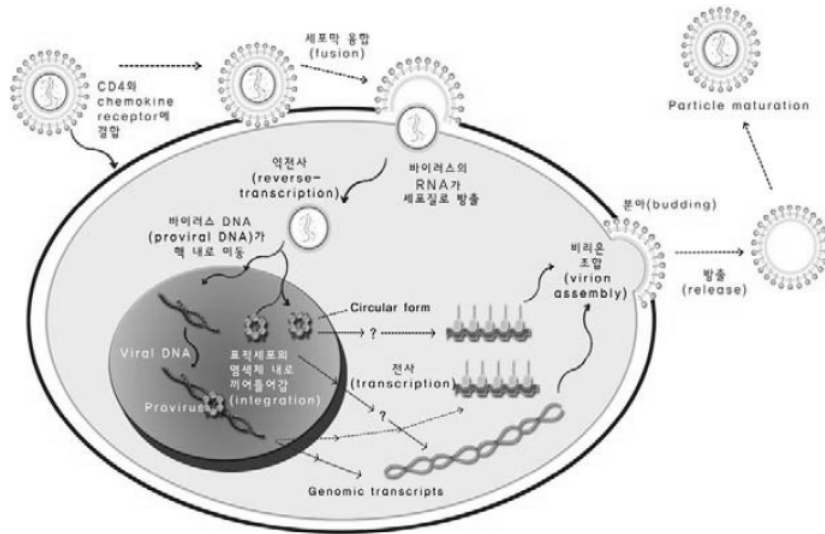 세포막 융합
(fusion)
CD4와
chemokine
receptor에
결합
Particle maturation
역전사
(reverse-
transcription)
바이러스의
RNA가
세포질로 방출
분아(budding)
바이러스 DNA
(proviral DNA)가
핵 내로 이동
비리온
조합
(virion
assembly)
방출
(release)
Circular form
?
Viral DNA
표적세포의
염색체 내로
끼어들어감
(integration)
전사
(transcription)
Provirus
?
Genomic transcripts